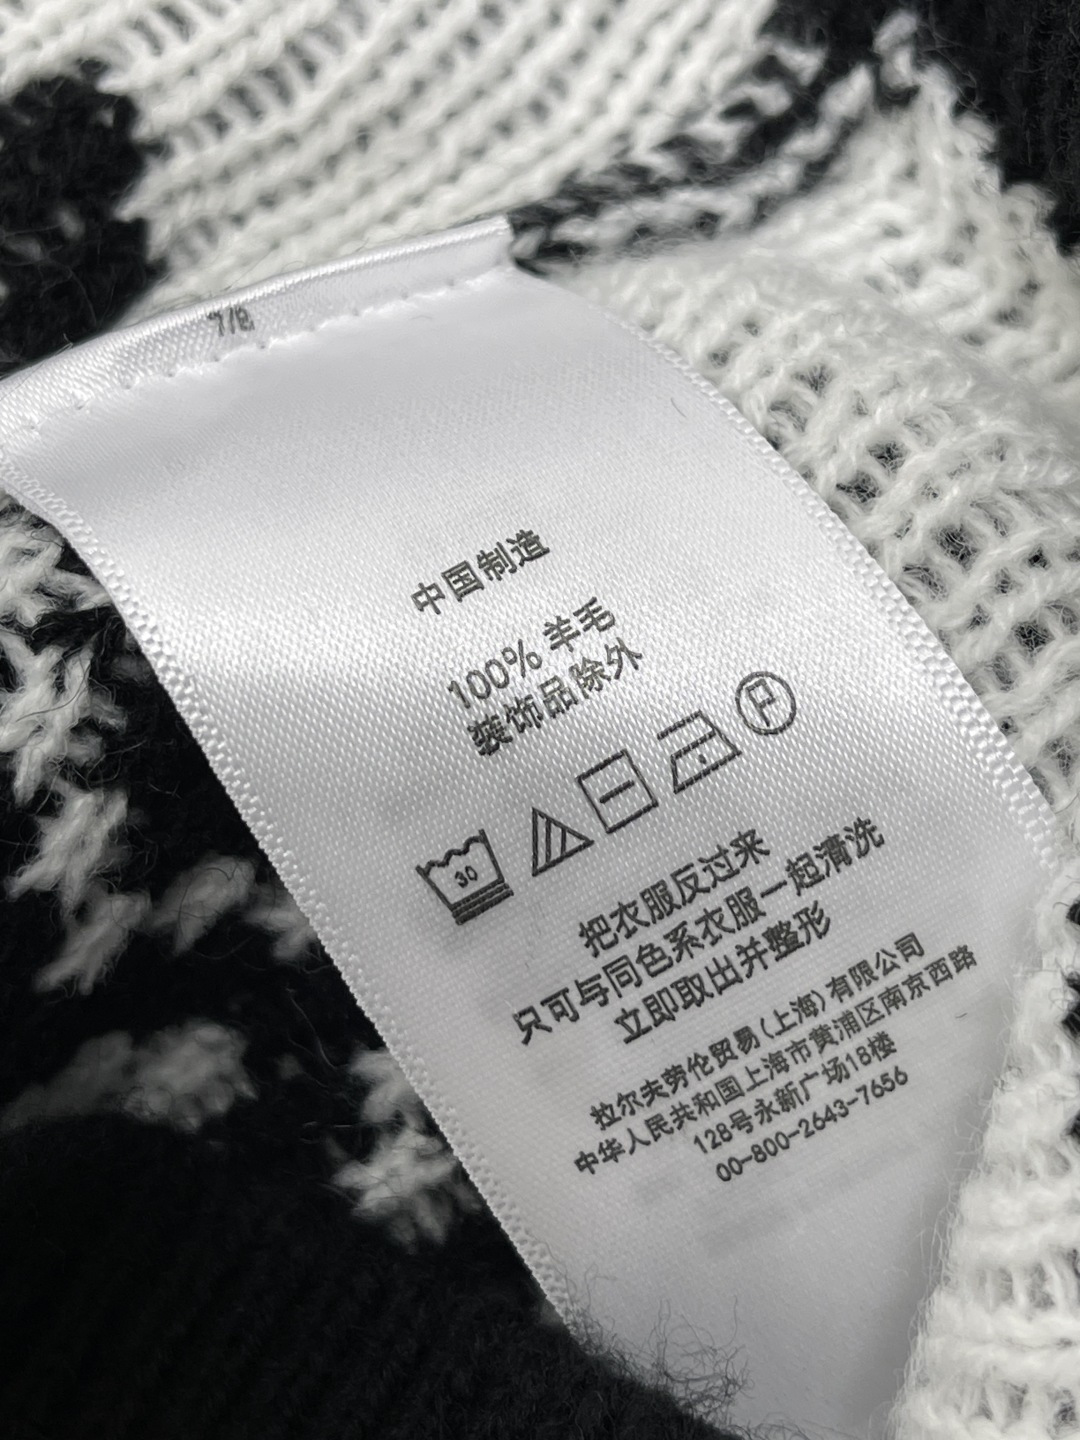 7/8
中国制造
100% 羊毛
装饰品除外
30
P
把衣服反过来
只可与同色系衣服一起清洗
立即取出并整形
拉尔夫劳伦贸易(上海)有限公司
中华人民共和国上海市黄浦区南京西路
128号永新广场18楼
00-800-2643-7656